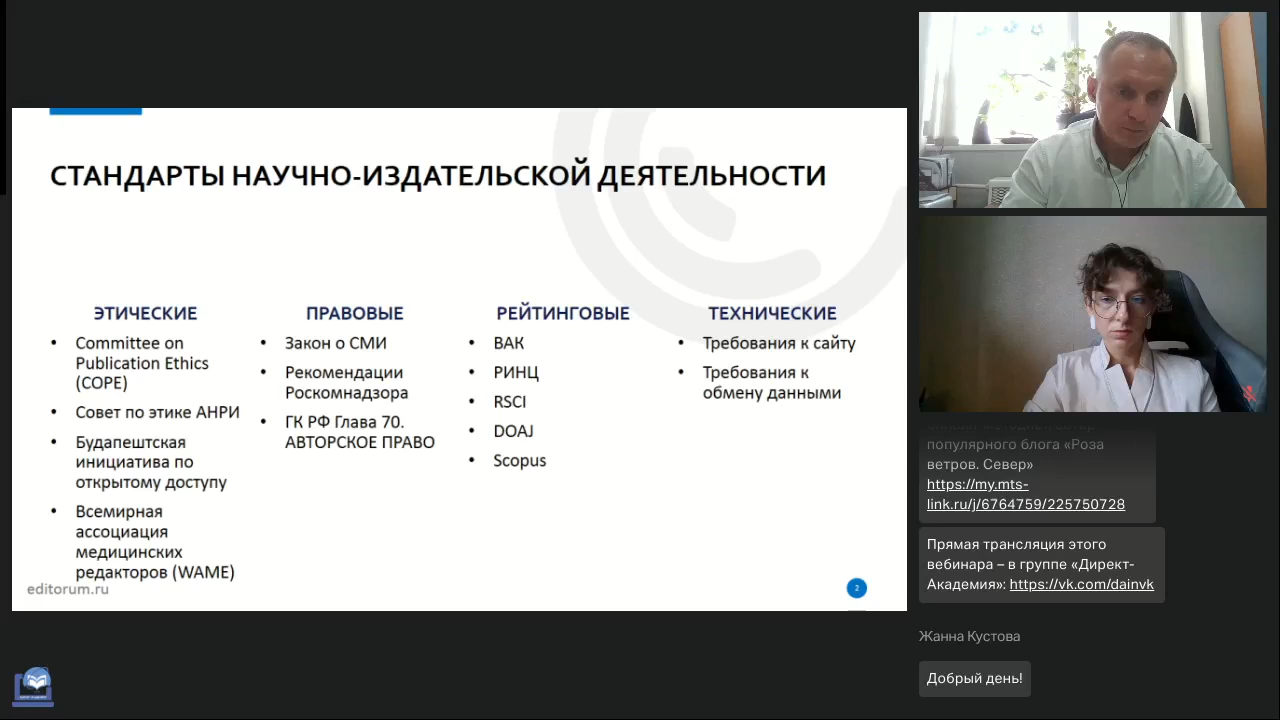 СТАНДАРТЫ НАУЧНО-ИЗДАТЕЛЬСКОЙ ДЕЯТЕЛЬНОСТИ
ЭТИЧЕСКИЕ
• Committee on
Publication Ethics
(COPE)
• Совет по этике АНРИ
• Будапештская
инициатива по
открытому доступу
• Всемирная
ассоциация
медицинских
редакторов (WAME)
ПРАВОВЫЕ
• Закон о СМИ
• Рекомендации
Роскомнадзора
• ГК РФ Глава 70.
АВТОРСКОЕ ПРАВО
РЕЙТИНГОВЫЕ
• ВАК
• РИНЦ
• RSCI
• DOAJ
• Scopus
ТЕХНИЧЕСКИЕ
• Требования к сайту
• Требования к
обмену данными
editorum.ru
2
популярного блога «Роза
ветров. Север»
https://my.mts-
link.ru/j/6764759/225750728
Прямая трансляция этого
вебинара – в группе «Директ-
Академия»: https://vk.com/dainvk
Жанна Кустова
Добрый день!